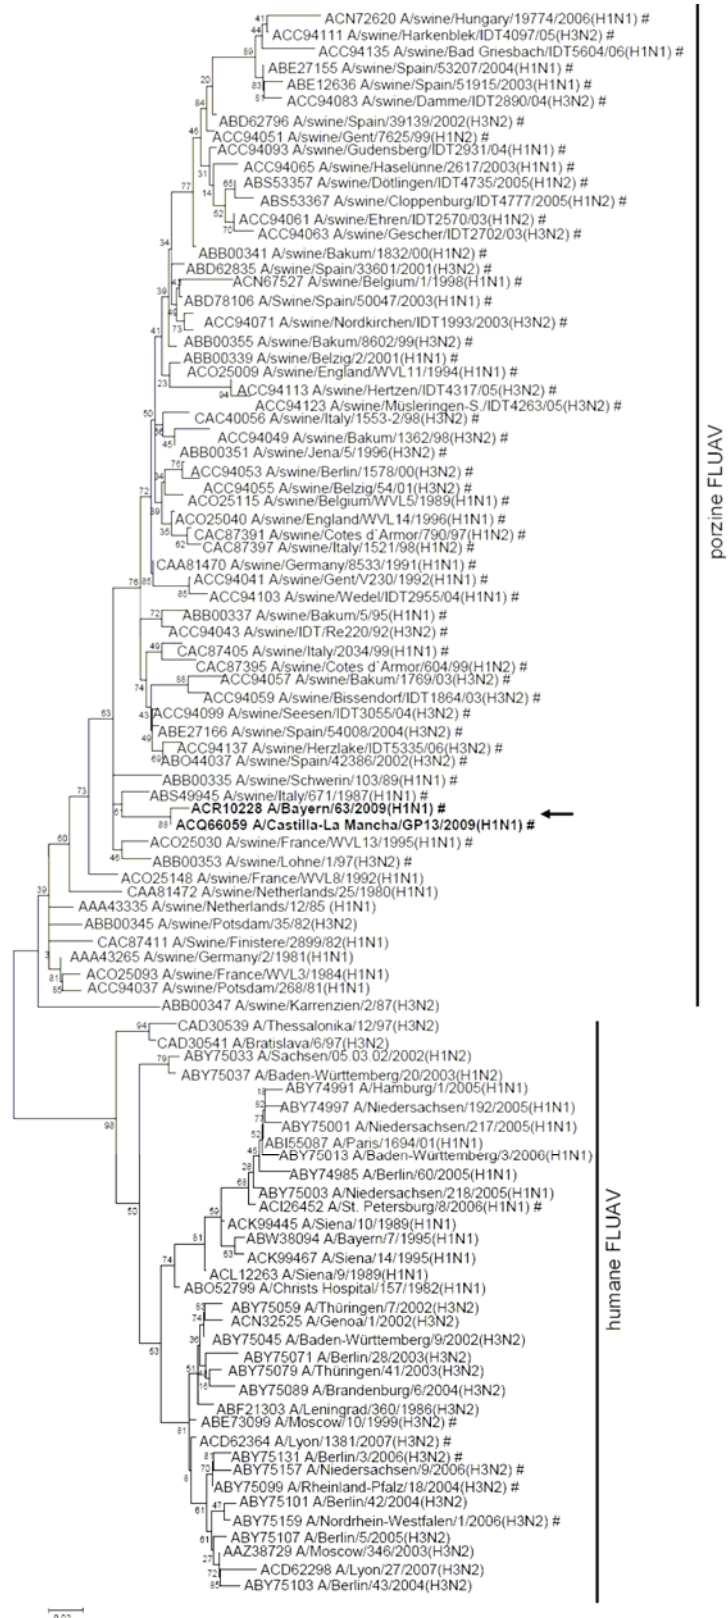 ACN72620 A/swine/Hungary/19774/2006(H1N1) #
ACC94111 A/swine/Harkenblek/IDT4097/05(H3N2) #
ACC94135 A/swine/Bad Griesbach/IDT5604/06(H1N1) #
ABE27155 A/swine/Spain/53207/2004(H1N1) #
ABE12636 A/swine/Spain/51915/2003(H1N1) #
ACC94083 A/swine/Damme/IDT2890/04(H3N2) #
ABD62796 A/swine/Spain/39139/2002(H3N2) #
ACC94051 A/swine/Gent/7625/99(H1N2) #
ACC94093 A/swine/Gudensberg/IDT2931/04(H1N1) #
ACC94065 A/swine/Haselünne/2617/2003(H1N1) #
ABS53357 A/swine/Dötlingen/IDT4735/2005(H1N2) #
ABS53367 A/swine/Cloppenburg/IDT4777/2005(H1N2) #
ACC94061 A/swine/Ehren/IDT2570/03(H1N2) #
ACC94063 A/swine/Gescher/IDT2702/03(H3N2) #
ABB00341 A/swine/Bakum/1832/00(H1N2) #
ABD62835 A/swine/Spain/33601/2001(H3N2) #
ACN67527 A/swine/Belgium/1/1998(H1N1) #
ABD78106 A/swine/Spain/50047/2003(H1N1) #
ACC94071 A/swine/Nordkirchen/IDT1993/2003(H3N2) #
ABB00355 A/swine/Bakum/8602/99(H3N2) #
ABB00339 A/swine/Belzig/2/2001(H1N1) #
ACO25009 A/swine/England/WVL11/1994(H1N1) #
ACC94113 A/swine/Hertzen/IDT4317/05(H3N2) #
ACC94123 A/swine/Müsleringen-S./IDT4263/05(H3N2) #
CAC40056 A/swine/Italy/1553-2/98(H3N2) #
ACC94049 A/swine/Bakum/1362/98(H3N2) #
ABB00351 A/swine/Jena/5/1996(H3N2) #
ACC94053 A/swine/Berlin/1578/00(H3N2) #
ACC94055 A/swine/Belzig/54/01(H3N2) #
ACO25115 A/swine/Belgium/WVL5/1989(H1N1) #
ACO25040 A/swine/England/WVL14/1996(H1N1) #
CAC87391 A/swine/Cotes d`Armor/790/97(H1N2) #
CAC87397 A/swine/Italy/1521/98(H1N2) #
CAA81470 A/swine/Germany/8533/1991(H1N1) #
ACC94041 A/swine/Gent/V230/1992(H1N1) #
ACC94103 A/swine/Wedel/IDT2955/04(H1N1) #
ABB00337 A/swine/Bakum/5/95(H1N1) #
ACC94043 A/swine/IDT/Re220/92(H3N2) #
CAC87405 A/swine/Italy/2034/99(H1N1) #
CAC87395 A/swine/Cotes d`Armor/604/99(H1N2) #
ACC94057 A/swine/Bakum/1769/03(H3N2) #
ACC94059 A/swine/Bissendorf/IDT1864/03(H3N2) #
ACC94099 A/swine/Seesen/IDT3055/04(H3N2) #
ABE27166 A/swine/Spain/54008/2004(H3N2) #
ACC94137 A/swine/Herzlake/IDT5335/06(H3N2) #
ABO44037 A/swine/Spain/42386/2002(H3N2) #
ABB00335 A/swine/Schwerin/103/89(H1N1) #
ABS49945 A/swine/Italy/671/1987(H1N1) #
ACR10228 A/Bayern/63/2009(H1N1) #
ACQ66059 A/Castilla-La Mancha/GP13/2009(H1N1) #
ACO25030 A/swine/France/WVL13/1995(H1N1) #
ABB00353 A/swine/Lohne/1/97(H3N2) #
ACO25148 A/swine/France/WVL8/1992(H1N1)
CAA81472 A/swine/Netherlands/25/1980(H1N1)
AAA43335 A/swine/Netherlands/12/85 (H1N1)
ABB00345 A/swine/Potsdam/35/82(H3N2)
CAC87411 A/Swine/Finistere/2899/82(H1N1)
AAA43265 A/swine/Germany/2/1981(H1N1)
ACO25093 A/swine/France/WVL3/1984(H1N1)
ACC94037 A/swine/Potsdam/268/81(H1N1)
ABB00347 A/swine/Karrenzien/2/87(H3N2)
porzine FLUAV
CAD30539 A/Thessalonika/12/97(H3N2)
CAD30541 A/Bratislava/6/97(H3N2)
ABY75033 A/Sachsen/05.03.02/2002(H1N2)
ABY75037 A/Baden-Württemberg/20/2003(H1N2)
ABY74991 A/Hamburg/1/2005(H1N1)
ABY74997 A/Niedersachsen/192/2005(H1N1)
ABY75001 A/Niedersachsen/217/2005(H1N1)
ABI55087 A/Paris/1694/01(H1N1)
ABY75013 A/Baden-Württemberg/3/2006(H1N1)
ABY74985 A/Berlin/60/2005(H1N1)
ABY75003 A/Niedersachsen/218/2005(H1N1)
ACI26452 A/St. Petersburg/8/2006(H1N1) #
ACK99445 A/Siena/10/1989(H1N1)
ABW38094 A/Bayern/7/1995(H1N1)
ACK99467 A/Siena/14/1995(H1N1)
ACL12263 A/Siena/9/1989(H1N1)
ABO52799 A/Christs Hospital/157/1982(H1N1)
ABY75059 A/Thüringen/7/2002(H3N2)
ACN32525 A/Genoa/1/2002(H3N2)
ABY75045 A/Baden-Württemberg/9/2002(H3N2)
ABY75071 A/Berlin/28/2003(H3N2)
ABY75079 A/Thüringen/41/2003(H3N2)
ABY75089 A/Brandenburg/6/2004(H3N2)
ABF21303 A/Leningrad/360/1986(H3N2)
ABE73099 A/Moscow/10/1999(H3N2) #
ACD62364 A/Lyon/1381/2007(H3N2) #
ABY75131 A/Berlin/3/2006(H3N2) #
ABY75157 A/Niedersachsen/9/2006(H3N2) #
ABY75099 A/Rheinland-Pfalz/18/2004(H3N2) #
ABY75101 A/Berlin/42/2004(H3N2)
ABY75159 A/Nordrhein-Westfalen/1/2006(H3N2) #
ABY75107 A/Berlin/5/2005(H3N2)
AAZ38729 A/Moscow/346/2003(H3N2)
ACD62298 A/Lyon/27/2007(H3N2)
ABY75103 A/Berlin/43/2004(H3N2)
humane FLUAV